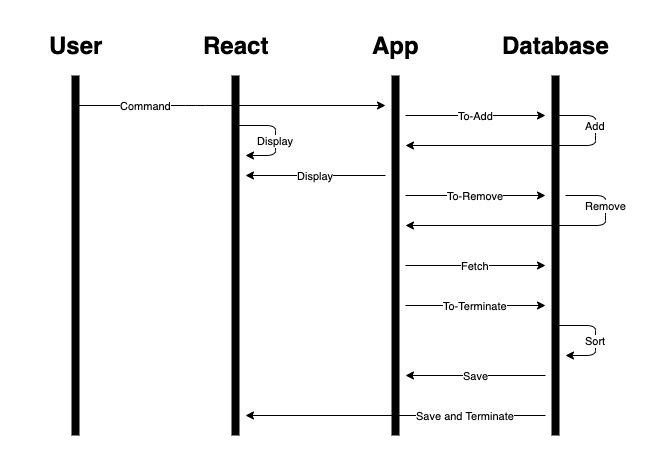 User
React
App
Database
Command
To-Add
Add
Display
Display
To-Remove
Remove
Fetch
To-Terminate
Sort
Save
Save and Terminate